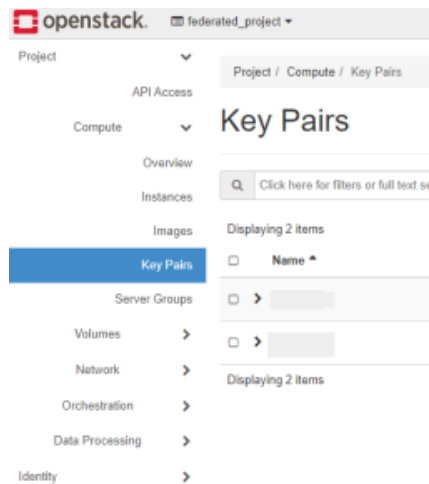 openstack. federated_project
Project
API Access
Compute
Overview
Instances
Images
Key Pairs
Server Groups
Volumes
Network
Orchestration
Data Processing
Identity
Project / Compute / Key Pairs
Key Pairs
Click here for filters or full text se
Displaying 2 items
Name
Displaying 2 items